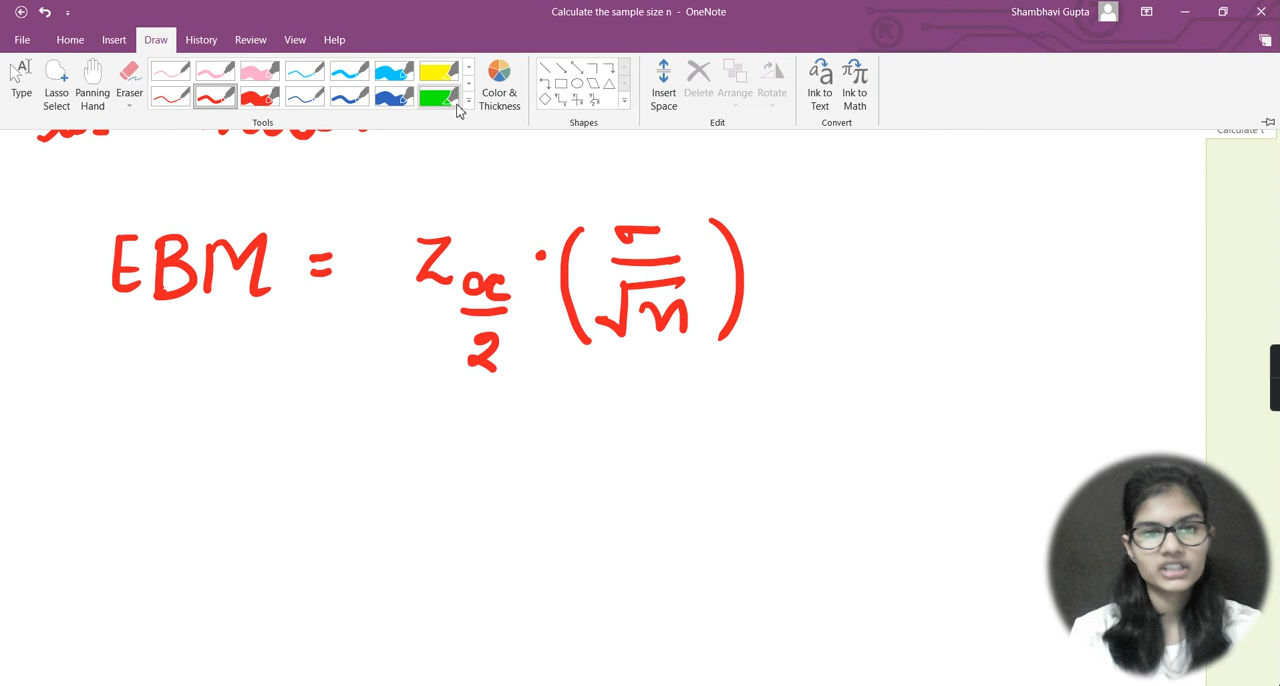 Calculate the sample size n - OneNote
Shambhavi Gupta
File Home Insert Draw History Review View Help
Type
Lasso Select
Panning Hand
Eraser
Color & Thickness
Insert Space
Delete
Arrange
Rotate
Ink to Text
Ink to Math
Tools
Shapes
Edit
Convert
EBM = Z α/2 · (σ/√n)